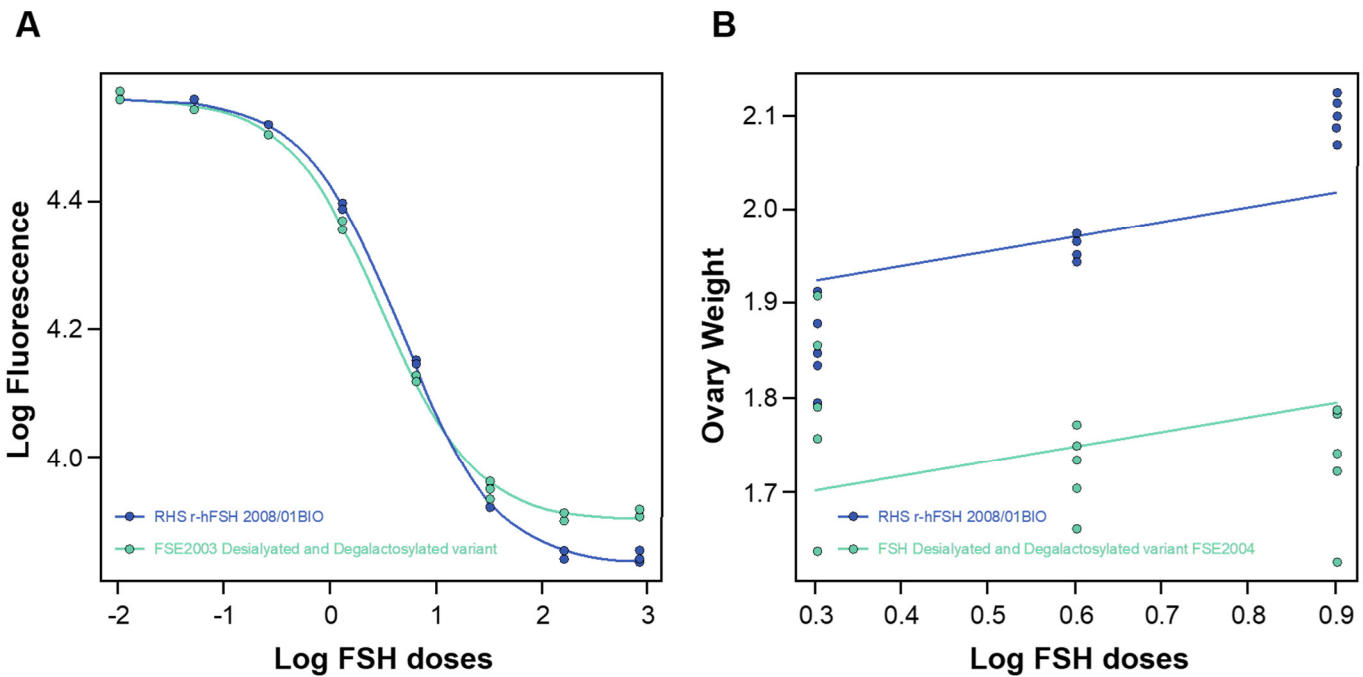 A
B
Log Fluorescence
4.4
4.2
4.0
RHS r-hFSH 2008/01BIO
FSE2003 Desialyated and Degalactosylated variant
-2 -1 0 1 2 3
Log FSH doses
Ovary Weight
2.1
2.0
1.9
1.8
1.7
RHS r-hFSH 2008/01BIO
FSH Desialyated and Degalactosylated variant FSE2004
0.3 0.4 0.5 0.6 0.7 0.8 0.9
Log FSH doses